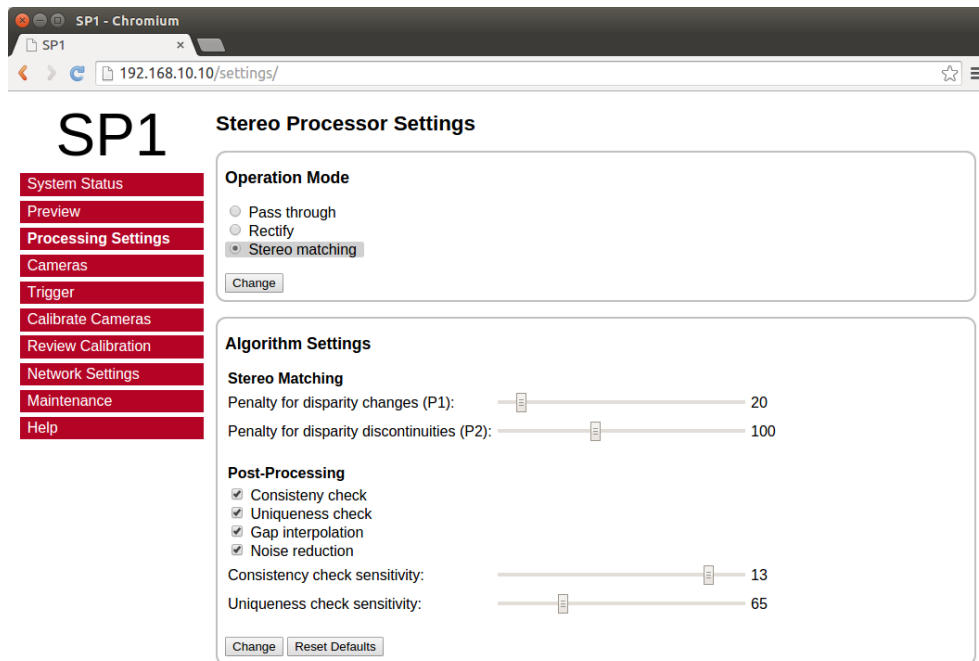 SP1 - Chromium
SP1 ×
192.168.10.10/settings/
SP1
System Status
Preview
Processing Settings
Cameras
Trigger
Calibrate Cameras
Review Calibration
Network Settings
Maintenance
Help
Stereo Processor Settings
Operation Mode
Pass through
Rectify
Stereo matching
Change
Algorithm Settings
Stereo Matching
Penalty for disparity changes (P1): 20
Penalty for disparity discontinuities (P2): 100
Post-Processing
Consisteny check
Uniqueness check
Gap interpolation
Noise reduction
Consistency check sensitivity: 13
Uniqueness check sensitivity: 65
Change Reset Defaults